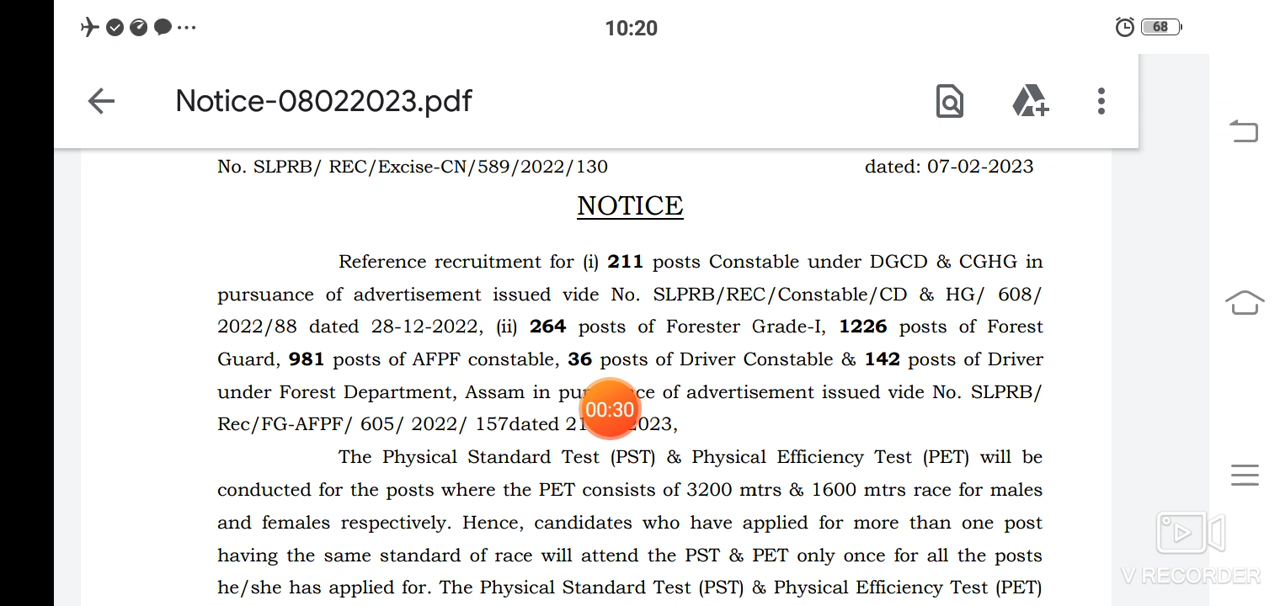 10:20
68
Notice-08022023.pdf
No. SLPRB/ REC/Excise-CN/589/2022/130 dated: 07-02-2023
NOTICE
Reference recruitment for (i) 211 posts Constable under DGCD & CGHG in
pursuance of advertisement issued vide No. SLPRB/REC/Constable/CD & HG/ 608/
2022/88 dated 28-12-2022, (ii) 264 posts of Forester Grade-I, 1226 posts of Forest
Guard, 981 posts of AFPF constable, 36 posts of Driver Constable & 142 posts of Driver
under Forest Department, Assam in of advertisement issued vide No. SLPRB/
00:30
Rec/FG-AFPF/ 605/ 2022/ 157dated
The Physical Standard Test (PST) & Physical Efficiency Test (PET) will be
conducted for the posts where the PET consists of 3200 mtrs & 1600 mtrs race for males
and females respectively. Hence, candidates who have applied for more than one post
having the same standard of race will attend the PST & PET only once for all the posts
he/she has applied for. The Physical Standard Test (PST) & Physical Efficiency Test (PET)
V RECORDER